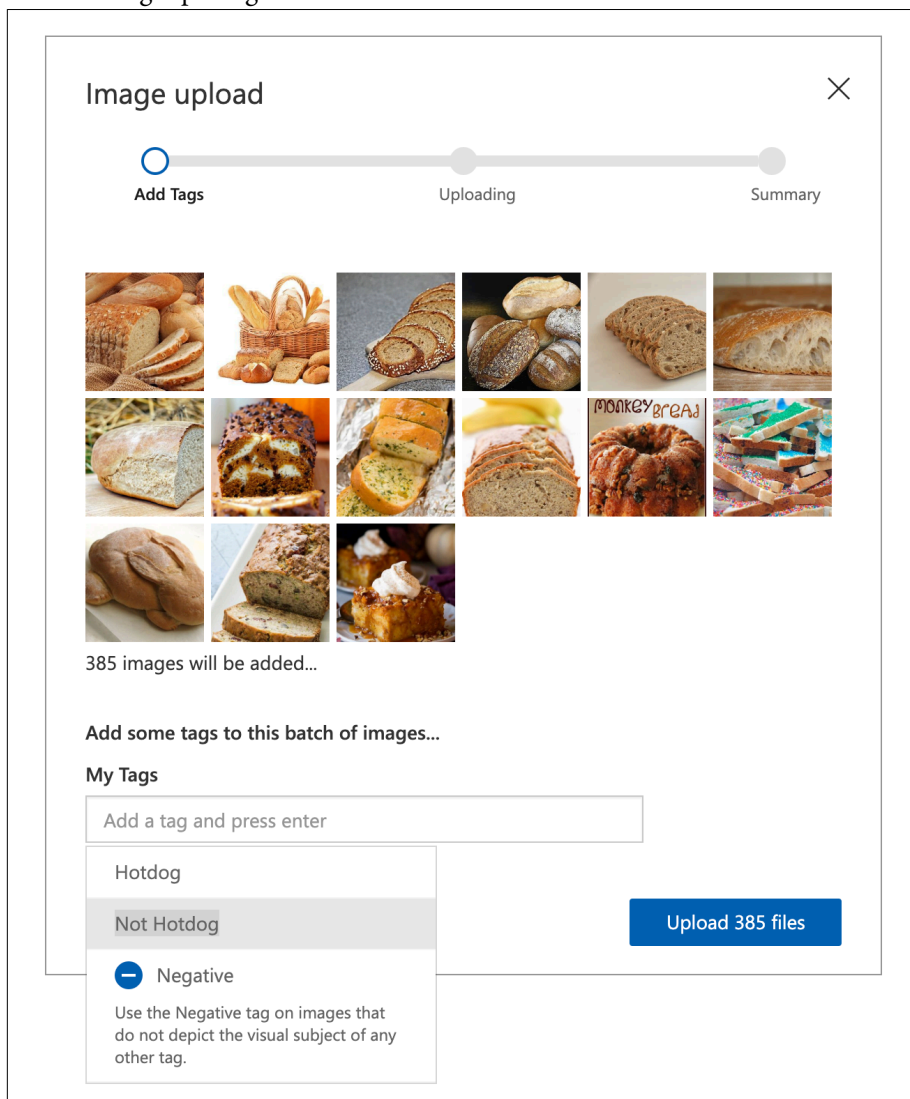 Image upload
Add Tags
Uploading
Summary
MONKEY BREAD
385 images will be added...
Add some tags to this batch of images...
My Tags
Add a tag and press enter
Hotdog
Not Hotdog
Upload 385 files
Negative
Use the Negative tag on images that
do not depict the visual subject of any
other tag.